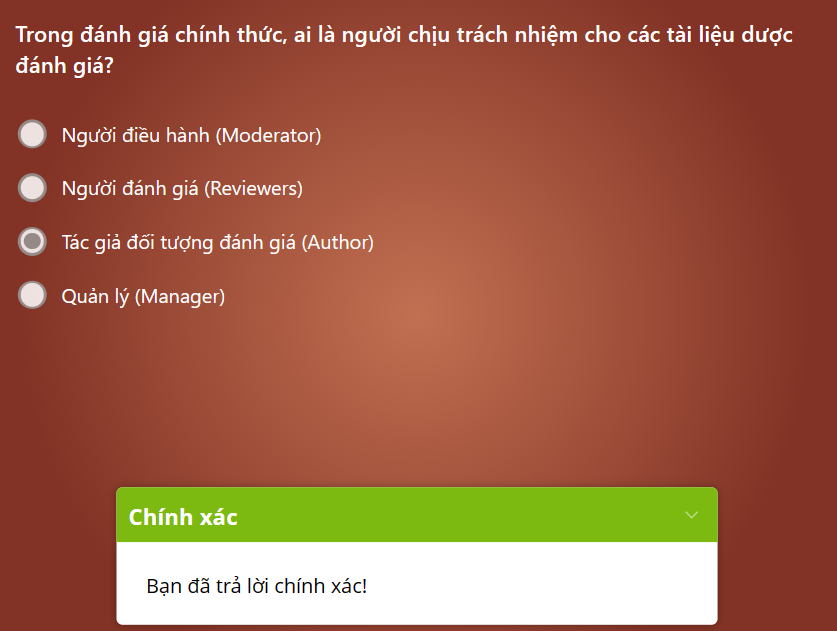 Trong đánh giá chính thức, ai là người chịu trách nhiệm cho các tài liệu dược
đánh giá?
Người điều hành (Moderator)
Người đánh giá (Reviewers)
Tác giả đối tượng đánh giá (Author)
Quản lý (Manager)
Chính xác
Bạn đã trả lời chính xác!